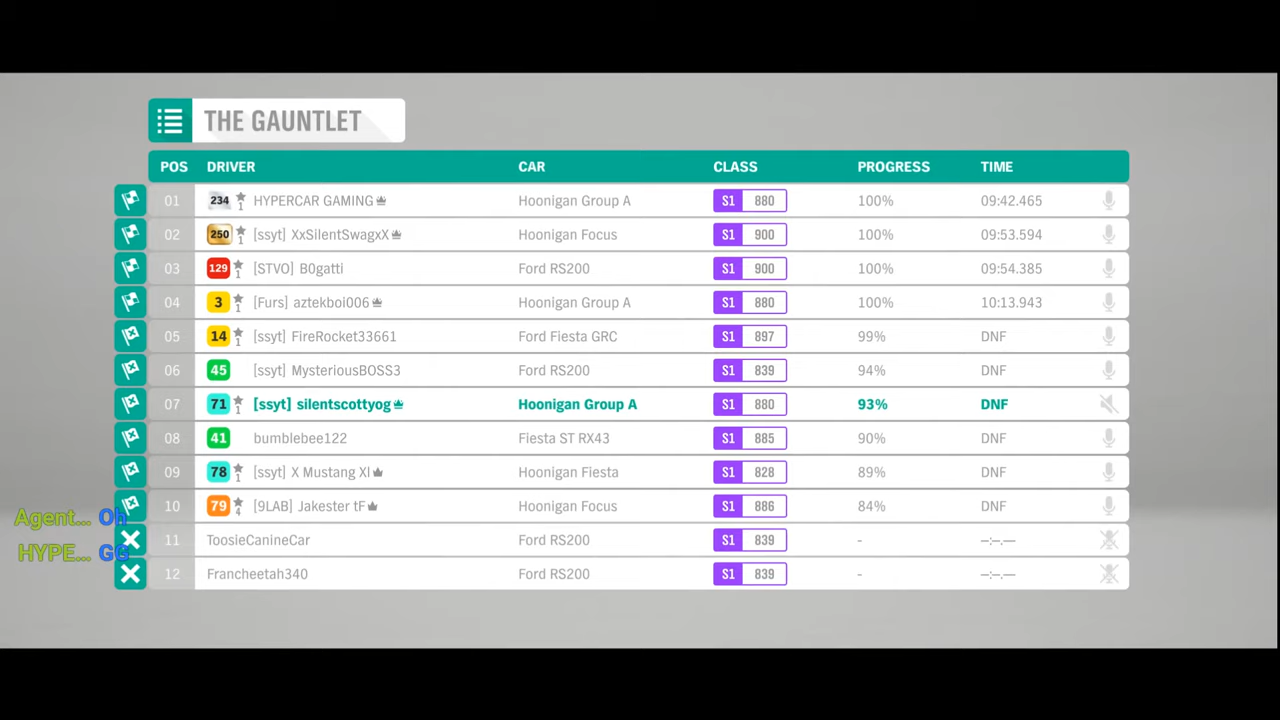 THE GAUNTLET
POS DRIVER CAR CLASS PROGRESS TIME
01 234 1 HYPERCAR GAMING Hoonigan Group A S1 880 100% 09:42.465
02 250 1 [ssyt] XxSilentSwagxX Hoonigan Focus S1 900 100% 09:53.594
03 129 1 [STVO] B0gatti Ford RS200 S1 900 100% 09:54.385
04 3 1 [Furs] aztekboi006 Hoonigan Group A S1 880 100% 10:13.943
05 14 1 [ssyt] FireRocket33661 Ford Fiesta GRC S1 897 99% DNF
06 45 [ssyt] MysteriousBOSS3 Ford RS200 S1 839 94% DNF
07 71 1 [ssyt] silentscottyog Hoonigan Group A S1 880 93% DNF
08 41 bumblebee122 Fiesta ST RX43 S1 885 90% DNF
09 78 1 [ssyt] X Mustang XI Hoonigan Fiesta S1 828 89% DNF
10 79 4 [9LAB] Jakester tF Hoonigan Focus S1 886 84% DNF
Agent... Oh
11 ToosieCanineCar Ford RS200 S1 839 - –:–.––
HYPE... GG
12 Francheetah340 Ford RS200 S1 839 - –:–.––